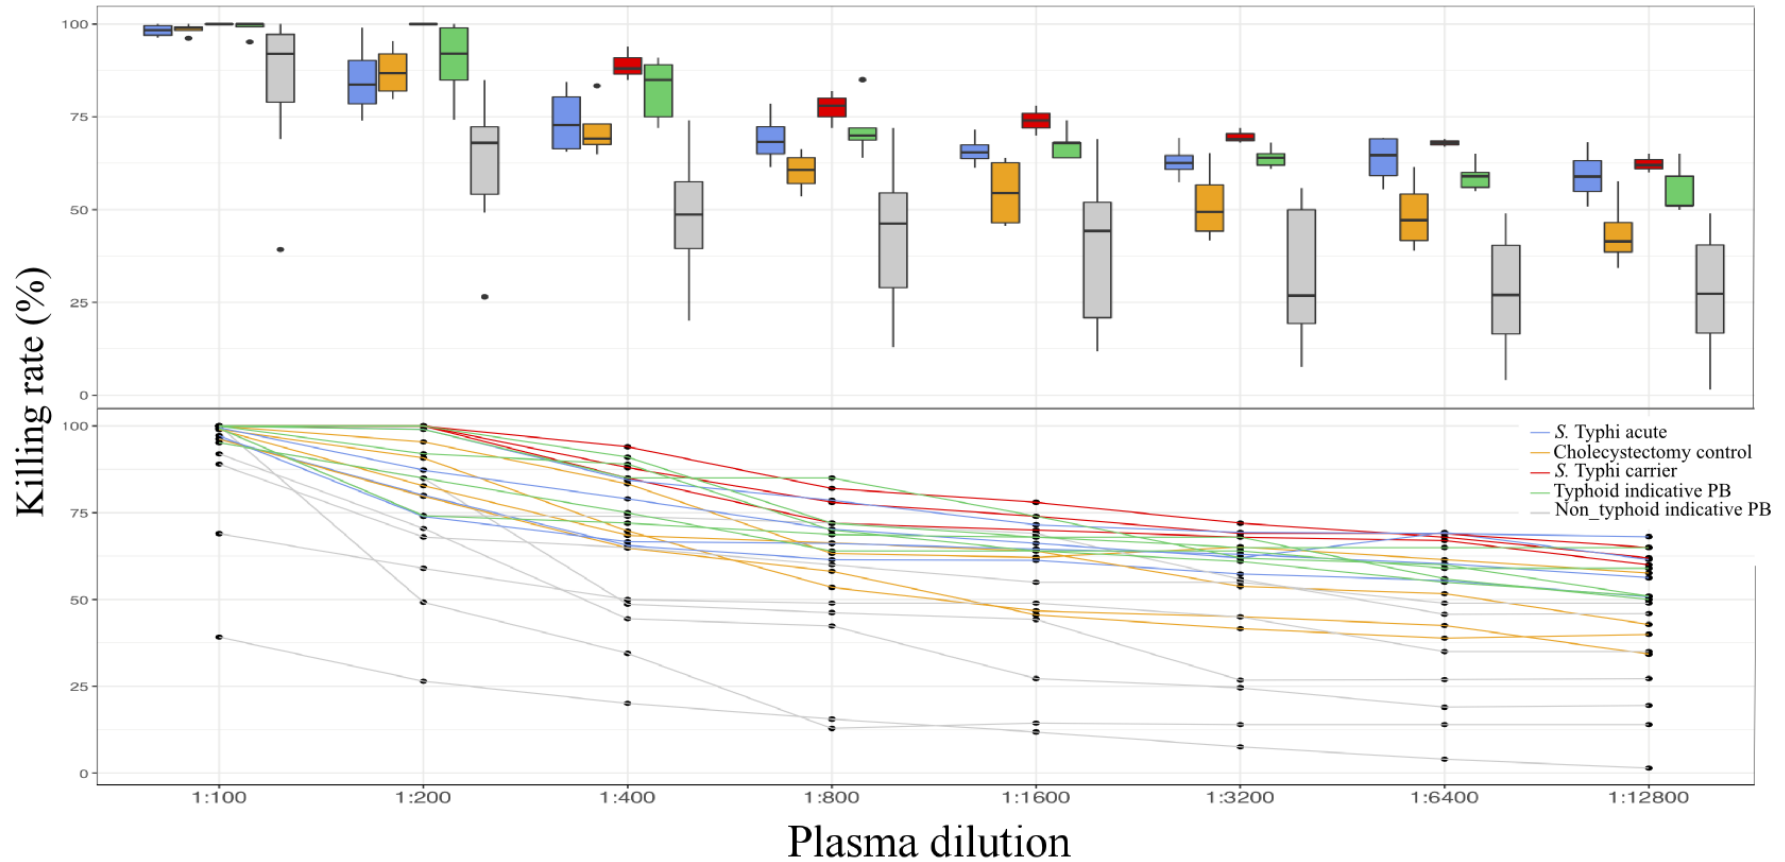 Killing rate (%)
100
75
50
25
0
100
75
50
25
0
S. Typhi acute
Cholecystectomy control
S. Typhi carrier
Typhoid indicative PB
Non_typhoid indicative PB
1:100 1:200 1:400 1:800 1:1600 1:3200 1:6400 1:12800
Plasma dilution